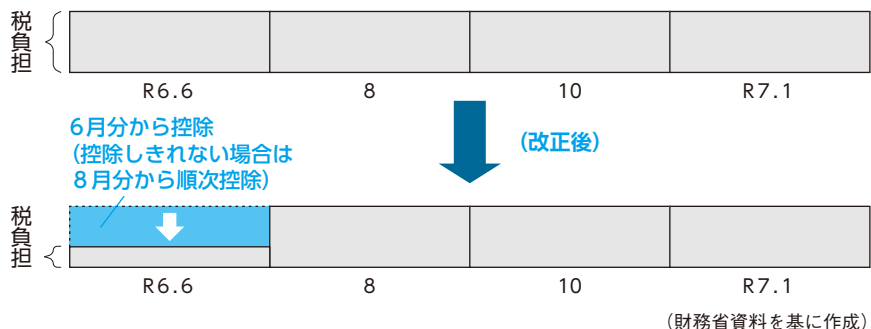 税負担
R6.6 8 10 R7.1
6月分から控除
(控除しきれない場合は
8月分から順次控除)
(改正後)
税負担
R6.6 8 10 R7.1
(財務省資料を基に作成)